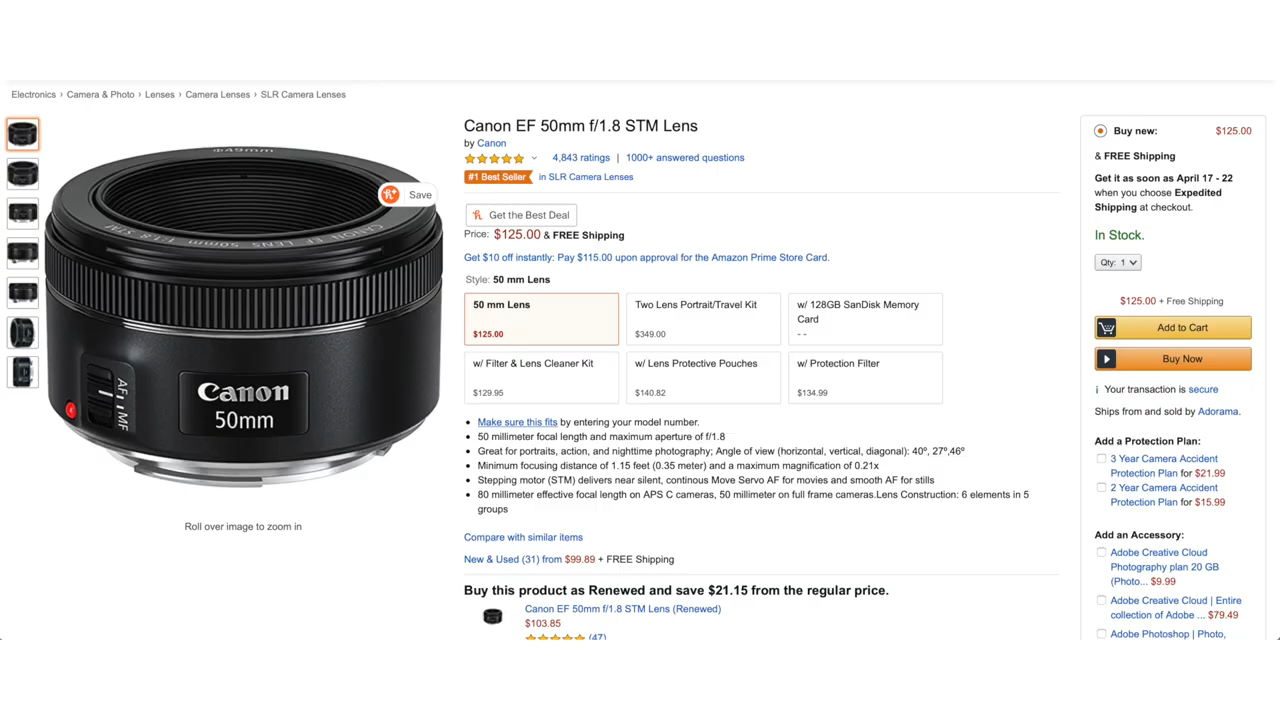 Electronics › Camera & Photo › Lenses › Camera Lenses › SLR Camera Lenses
Φ49mm
CANON LENS EF 50mm 1:1.8 STM
Save
AF
MF
Canon
50mm
Roll over image to zoom in
Canon EF 50mm f/1.8 STM Lens
by Canon
4,843 ratings | 1000+ answered questions
#1 Best Seller in SLR Camera Lenses
Get the Best Deal
Price: $125.00 & FREE Shipping
Get $10 off instantly: Pay $115.00 upon approval for the Amazon Prime Store Card.
Style: 50 mm Lens
50 mm Lens
$125.00
Two Lens Portrait/Travel Kit
$349.00
w/ 128GB SanDisk Memory
Card
- -
w/ Filter & Lens Cleaner Kit
$129.95
w/ Lens Protective Pouches
$140.82
w/ Protection Filter
$134.99
• Make sure this fits by entering your model number.
• 50 millimeter focal length and maximum aperture of f/1.8
• Great for portraits, action, and nighttime photography; Angle of view (horizontal, vertical, diagonal): 40º, 27º,46º
• Minimum focusing distance of 1.15 feet (0.35 meter) and a maximum magnification of 0.21x
• Stepping motor (STM) delivers near silent, continous Move Servo AF for movies and smooth AF for stills
• 80 millimeter effective focal length on APS C cameras, 50 millimeter on full frame cameras.Lens Construction: 6 elements in 5
groups
Compare with similar items
New & Used (31) from $99.89 + FREE Shipping
Buy this product as Renewed and save $21.15 from the regular price.
Canon EF 50mm f/1.8 STM Lens (Renewed)
$103.85
(47)
Buy new: $125.00
& FREE Shipping
Get it as soon as April 17 - 22
when you choose Expedited
Shipping at checkout.
In Stock.
Qty: 1
$125.00 + Free Shipping
Add to Cart
Buy Now
Your transaction is secure
Ships from and sold by Adorama.
Add a Protection Plan:
3 Year Camera Accident
Protection Plan for $21.99
2 Year Camera Accident
Protection Plan for $15.99
Add an Accessory:
Adobe Creative Cloud
Photography plan 20 GB
(Photo... $9.99
Adobe Creative Cloud | Entire
collection of Adobe ... $79.49
Adobe Photoshop | Photo,